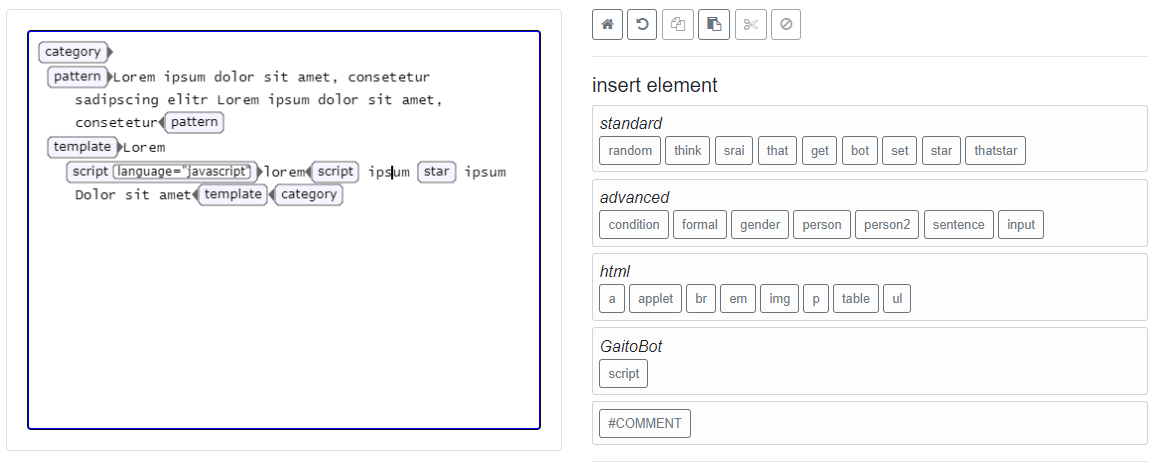 category
pattern Lorem ipsum dolor sit amet, consetetur
sadipscing elitr Lorem ipsum dolor sit amet,
consetetur pattern
template Lorem
script language="javascript" lorem script ipsum star ipsum
Dolor sit amet template category
insert element
standard
random think srai that get bot set star thatstar
advanced
condition formal gender person person2 sentence input
html
a applet br em img p table ul
GaitoBot
script
#COMMENT